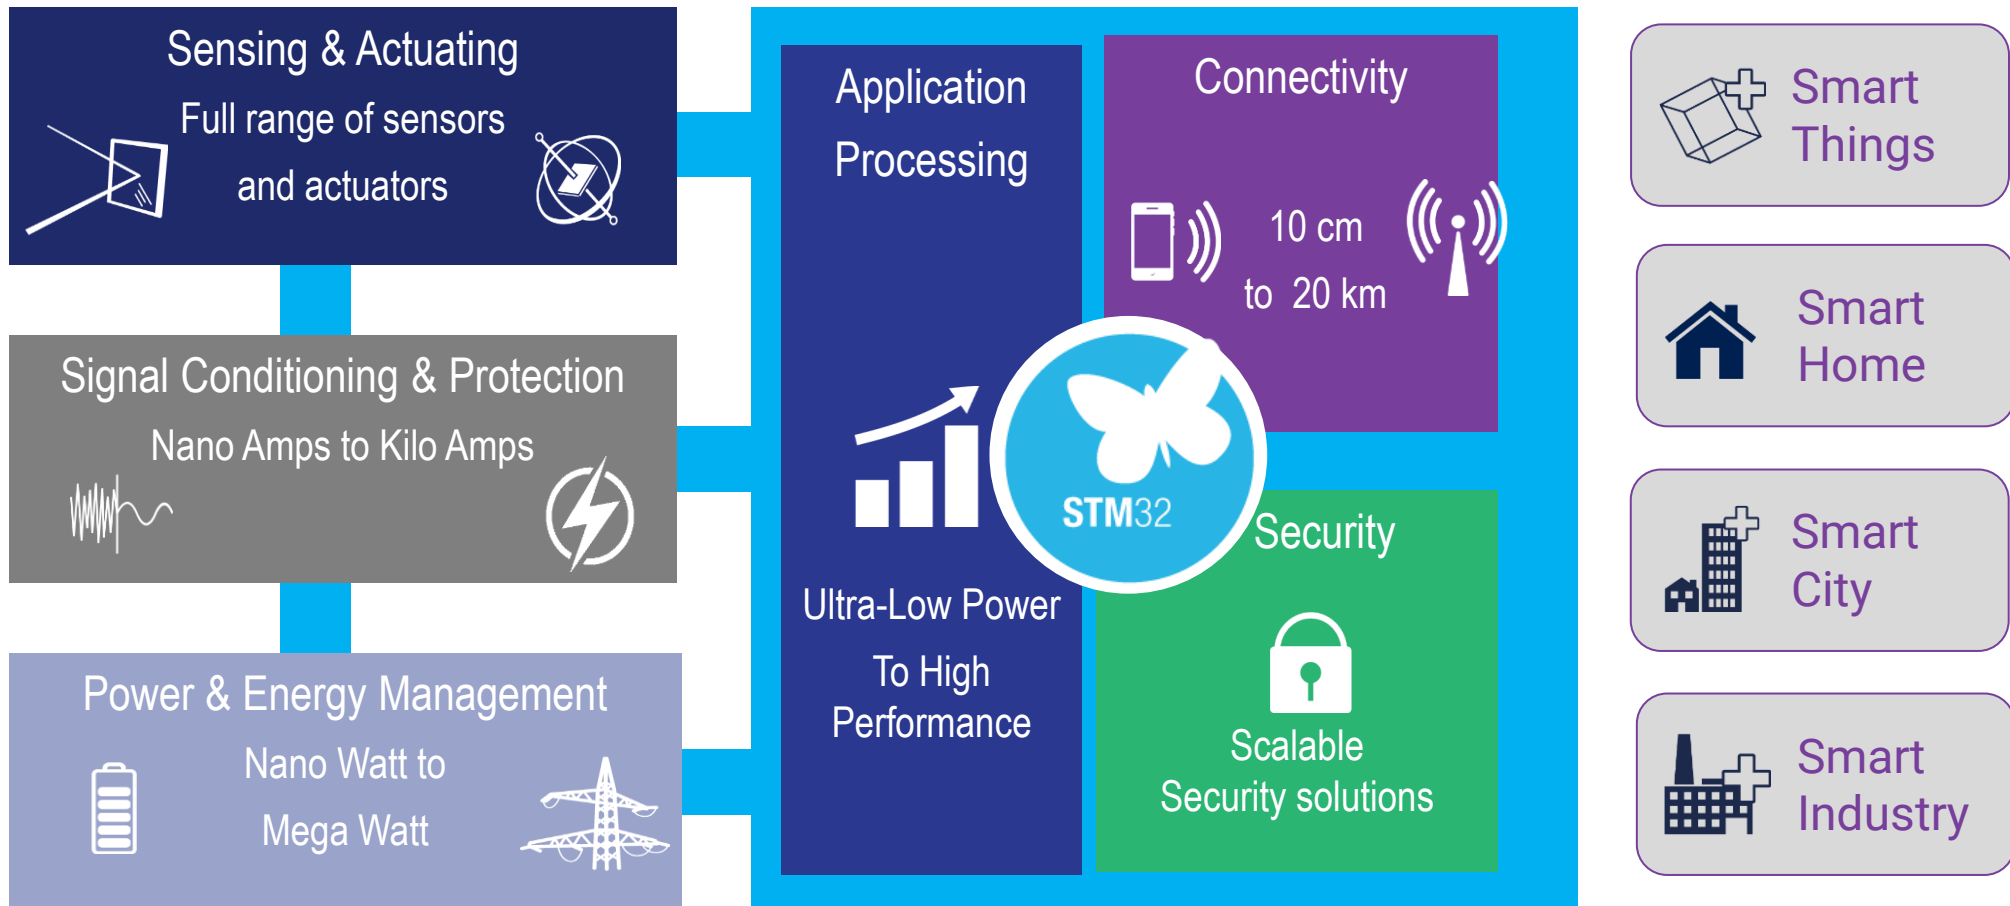 Sensing & Actuating
Full range of sensors
and actuators
Signal Conditioning & Protection
Nano Amps to Kilo Amps
Power & Energy Management
Nano Watt to
Mega Watt
Application
Processing
Ultra-Low Power
To High
Performance
Connectivity
10 cm
to 20 km
STM32
Security
Scalable
Security solutions
Smart
Things
Smart
Home
Smart
City
Smart
Industry